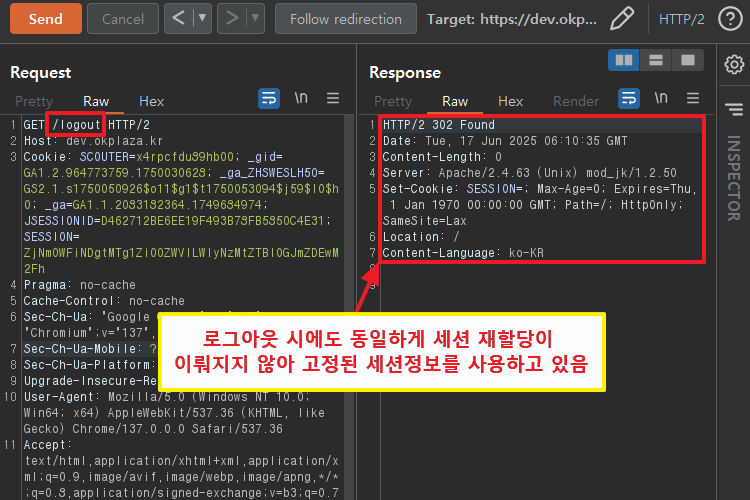 Send Cancel < ▼ > ▼ Follow redirection Target: https://dev.okp... HTTP/2 ?
Request
Pretty Raw Hex \n
1 GET /logout HTTP/2
2 Host: dev.okplaza.kr
3 Cookie: SCOUTER=x4rpcfdu89hb00; _gid=
GA1.2.964773759.1750030623; _ga_ZHSWESLH50=
GS2.1.s1750050926$o11$g1$t1750053094$j59$l0$h
0; _ga=GA1.1.2083182364.1749684974;
JSESSIONID=D462712BE6EE19F493B78FB5850C4E31;
SESSION=
ZjNmOWFiNDgtMTg1Zi00ZWVlLWIyNzMtZTBlOGJmZDEwM
2Fh
4 Pragma: no-cache
5 Cache-Control: no-cache
6 Sec-Ch-Ua: "Google
"Chromium";v="137",
7 Sec-Ch-Ua-Mobile: ?
8 Sec-Ch-Ua-Platform:
9 Upgrade-Insecure-Re
10 User-Agent: Mozilla/5.0 (Windows NT 10.0;
Win64; x64) AppleWebKit/537.36 (KHTML, like
Gecko) Chrome/137.0.0.0 Safari/537.36
11 Accept:
text/html,application/xhtml+xml,application/x
ml;q=0.9,image/avif,image/webp,image/apng,*/*
;q=0.8,application/signed-exchange;v=b3;q=0.7
Response
Pretty Raw Hex Render \n
1 HTTP/2 302 Found
2 Date: Tue, 17 Jun 2025 06:10:35 GMT
3 Content-Length: 0
4 Server: Apache/2.4.63 (Unix) mod_jk/1.2.50
5 Set-Cookie: SESSION=; Max-Age=0; Expires=Thu,
1 Jan 1970 00:00:00 GMT; Path=/; HttpOnly;
SameSite=Lax
6 Location: /
7 Content-Language: ko-KR
8
9
로그아웃 시에도 동일하게 세션 재할당이
이뤄지지 않아 고정된 세션정보를 사용하고 있음
INSPECTOR